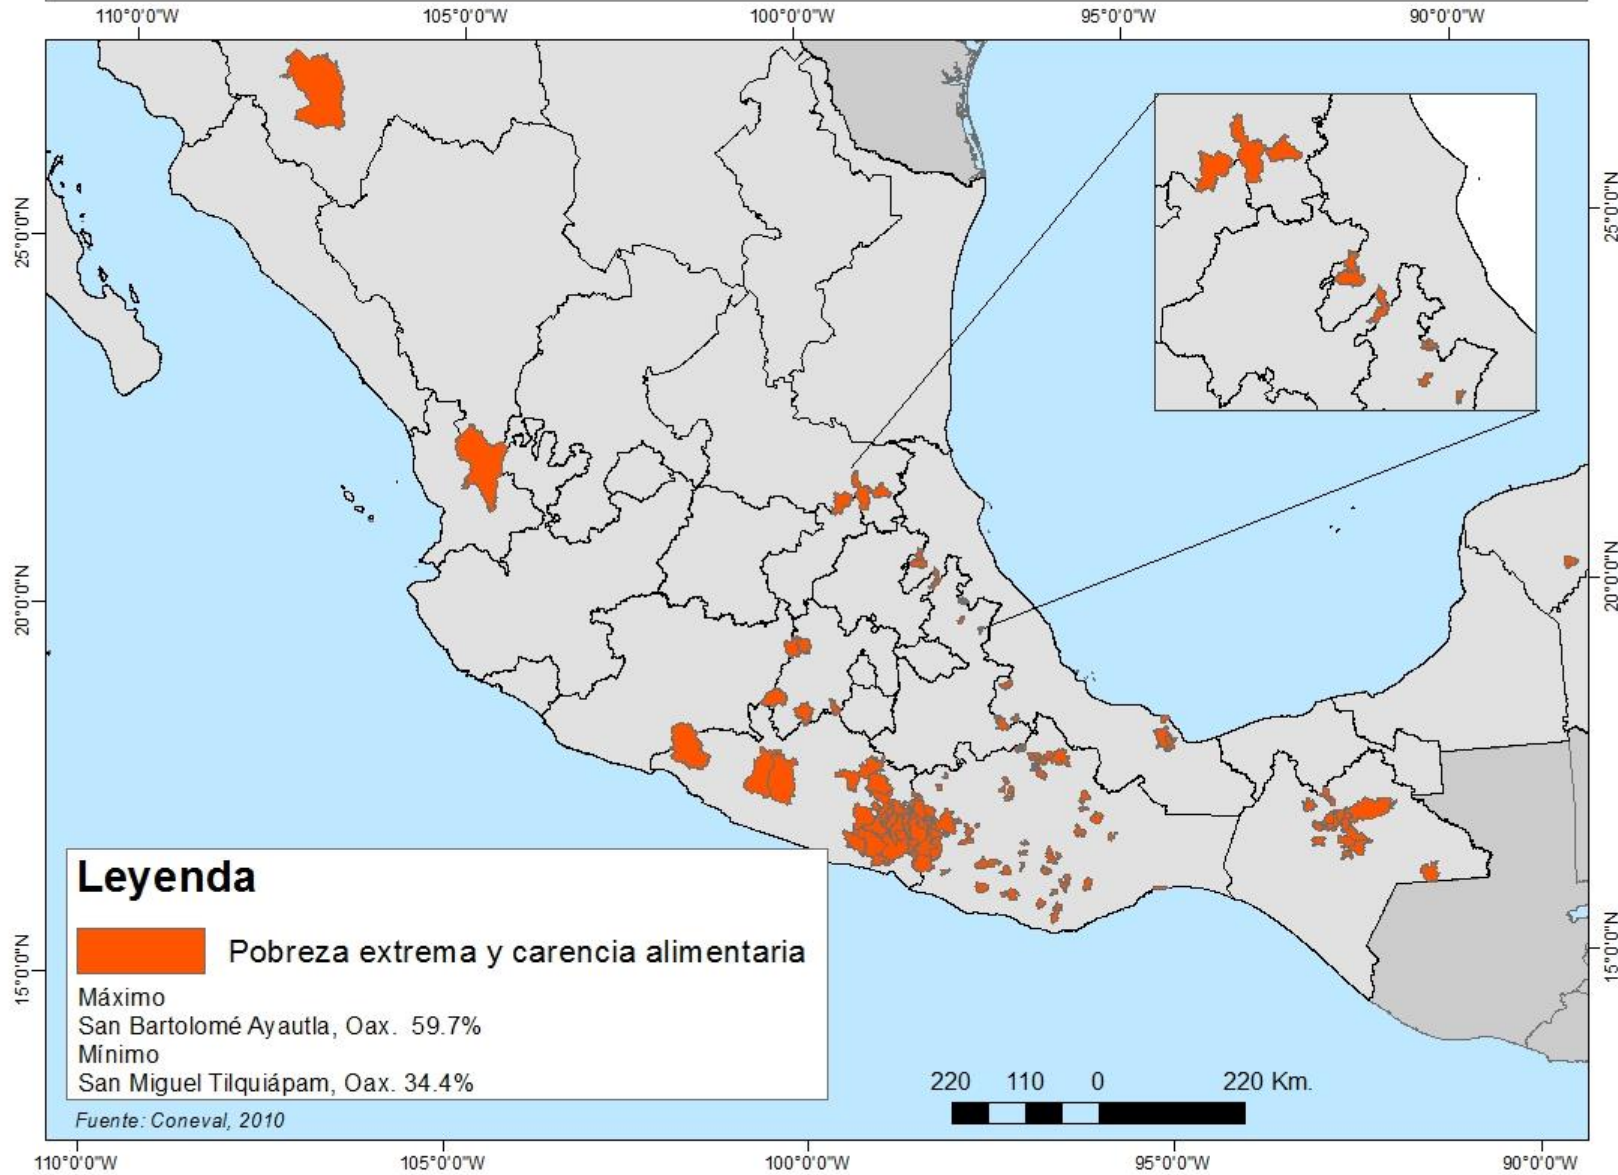 110°0'0"W
105°0'0"W
100°0'0"W
95°0'0"W
90°0'0"W
25°0'0"N
25°0'0"N
20°0'0"N
20°0'0"N
15°0'0"N
15°0'0"N
Leyenda
Pobreza extrema y carencia alimentaria
Máximo
San Bartolomé Ayautla, Oax. 59.7%
Mínimo
San Miguel Tilquiápam, Oax. 34.4%
Fuente: Coneval, 2010
220 110 0 220 Km.
110°0'0"W
105°0'0"W
100°0'0"W
95°0'0"W
90°0'0"W